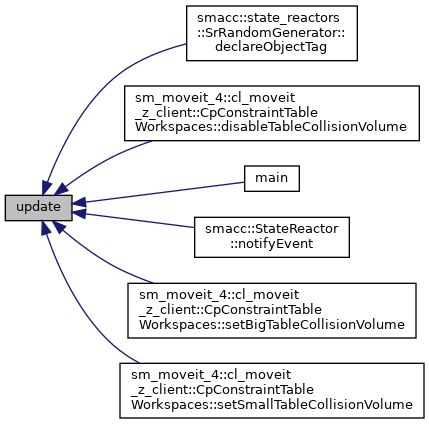 smacc::state_reactors
::SrRandomGenerator::
declareObjectTag
sm_moveit_4::cl_moveit
_z_client::CpConstraintTable
Workspaces::disableTableCollisionVolume
main
update
smacc::StateReactor
::notifyEvent
sm_moveit_4::cl_moveit
_z_client::CpConstraintTable
Workspaces::setBigTableCollisionVolume
sm_moveit_4::cl_moveit
_z_client::CpConstraintTable
Workspaces::setSmallTableCollisionVolume